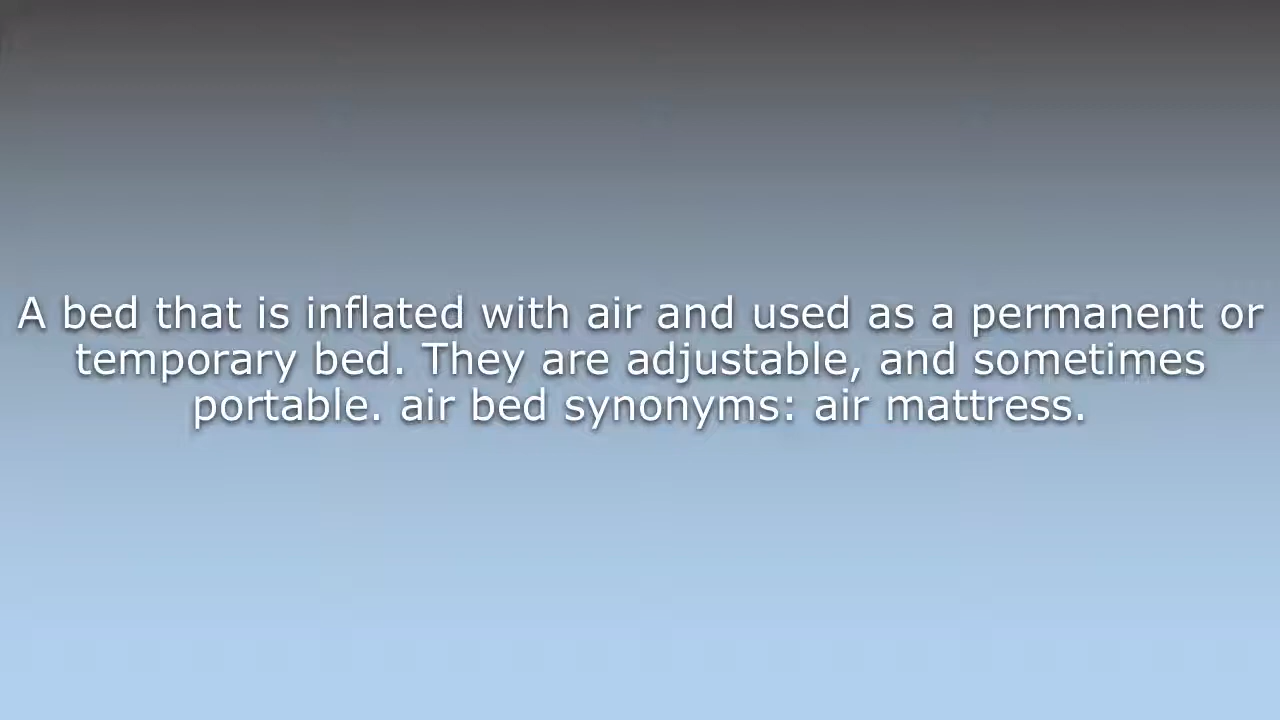 A bed that is inflated with air and used as a permanent or
temporary bed. They are adjustable, and sometimes
portable. air bed synonyms: air mattress.